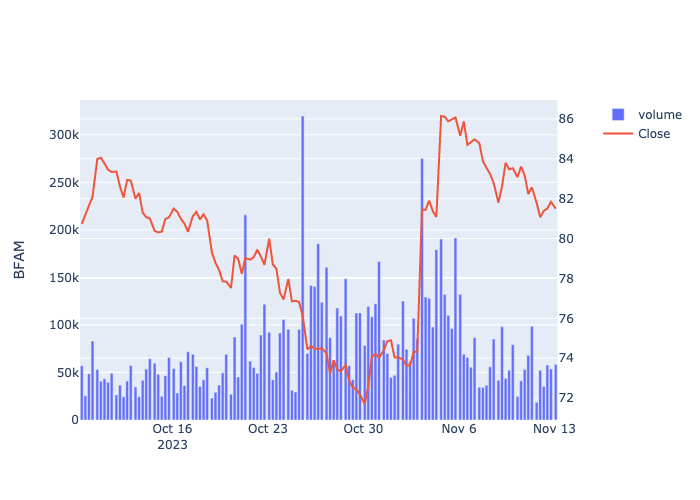 BFAM
300k
250k
200k
150k
100k
50k
0
86
84
82
80
78
76
74
72
Oct 16
2023
Oct 23
Oct 30
Nov 6
Nov 13
volume
Close